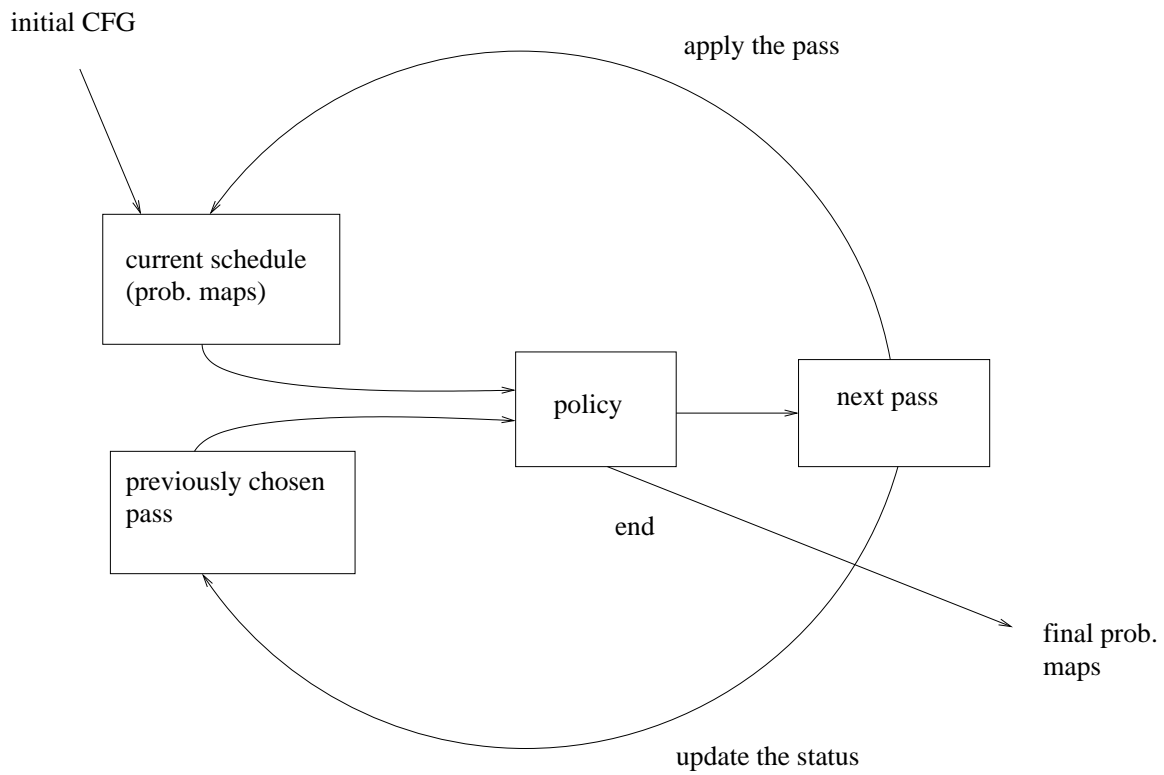 initial CFG
apply the pass
current schedule
(prob. maps)
policy
next pass
previously chosen
pass
end
final prob.
maps
update the status